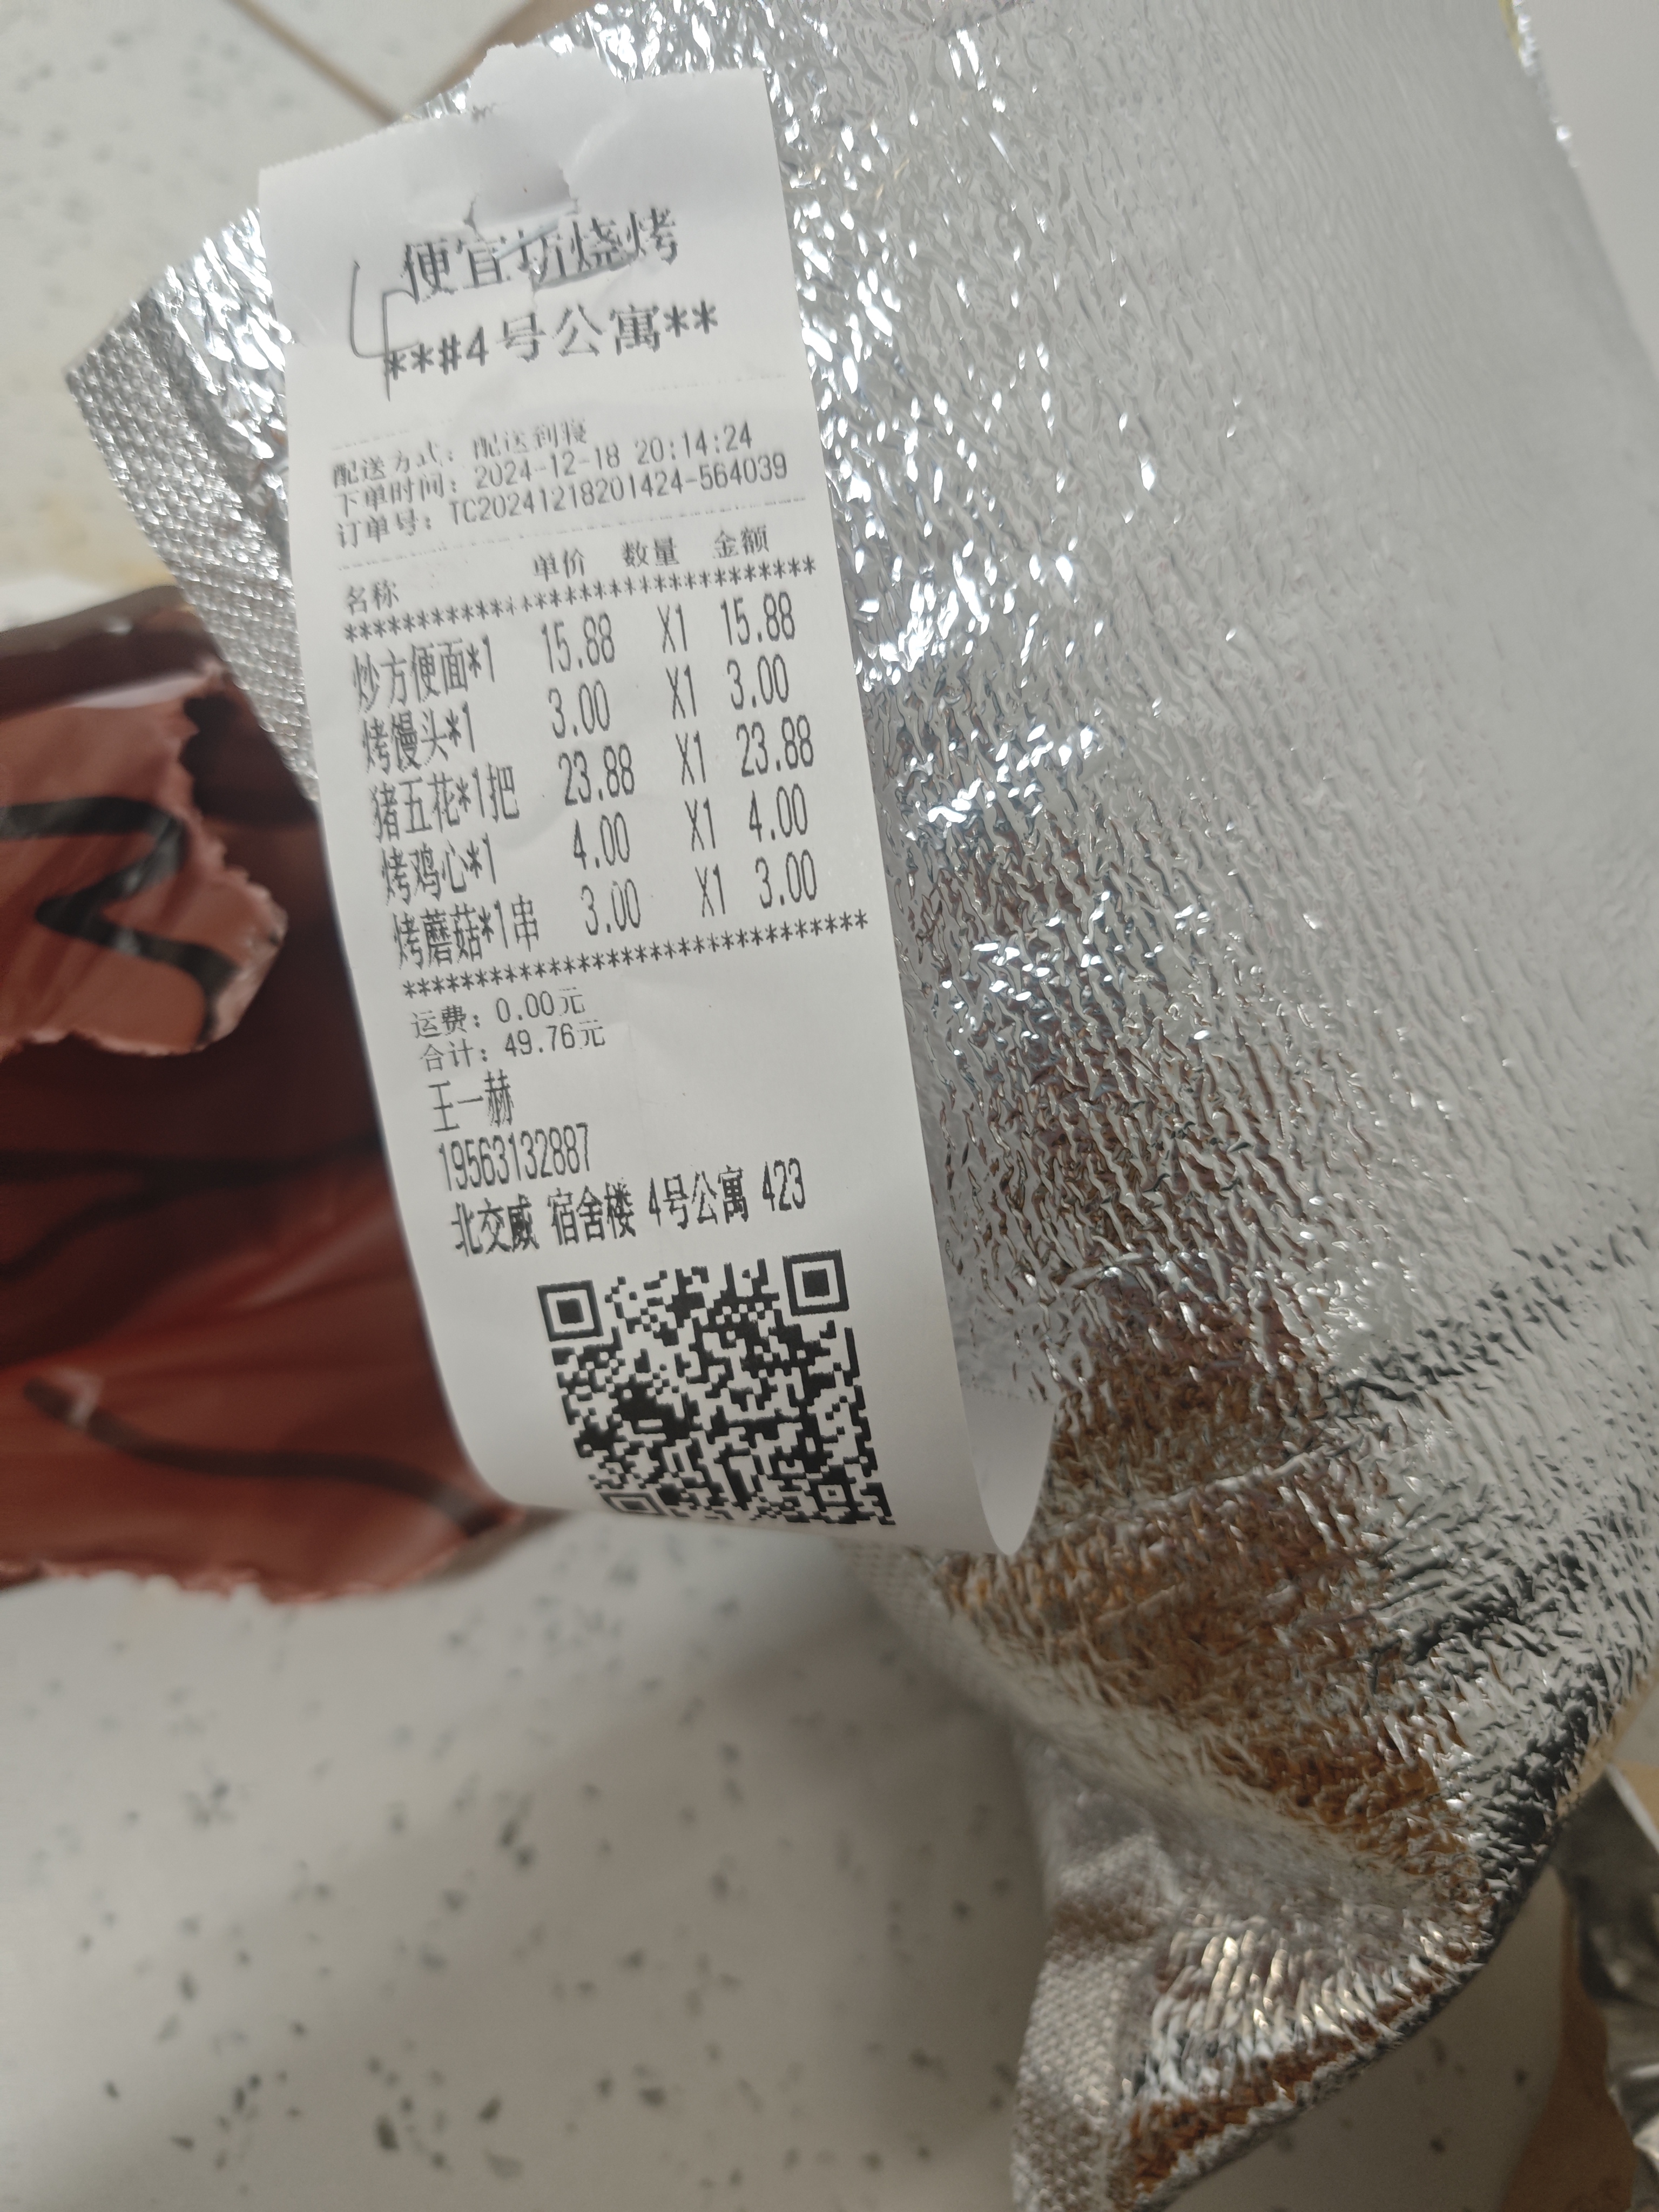 便宜坊烧烤
4
**#4号公寓**
配送方式: 配送到寝
下单时间: 2024-12-18 20:14:24
订单号: TC20241218201424-564039
名称 单价 数量 金额
*********************************
炒方便面*1 15.88 X1 15.88
烤馒头*1 3.00 X1 3.00
猪五花*1把 23.88 X1 23.88
烤鸡心*1 4.00 X1 4.00
烤蘑菇*1串 3.00 X1 3.00
*********************************
运费: 0.00元
合计: 49.76元
王一赫
19563132887
北交威 宿舍楼 4号公寓 423